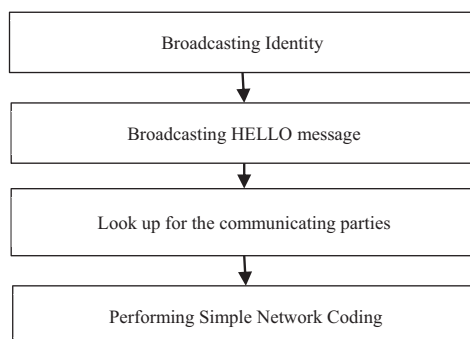 Broadcasting Identity
Broadcasting HELLO message
Look up for the communicating parties
Performing Simple Network Coding